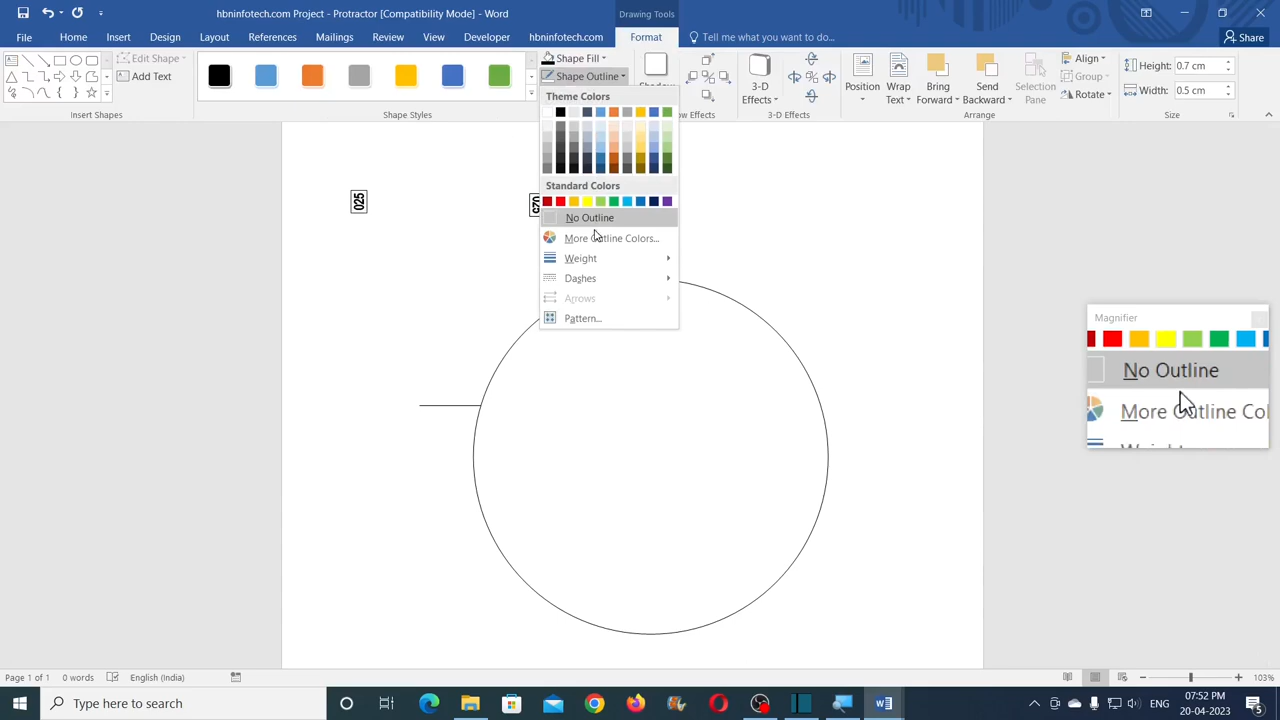 hbninfotech.com Project - Protractor [Compatibility Mode] - Word
Drawing Tools
File Home Insert Design Layout References Mailings Review View Developer hbninfotech.com Format Tell me what you want to do... Share
Edit Shape
Add Text
Insert Shapes
Shape Styles
Shape Fill
Shape Outline
3-D Effects
3-D Effects
Position
Wrap Text
Bring Forward
Send Backward
Selection Pane
Align
Group
Rotate
Arrange
Height: 0.7 cm
Width: 0.5 cm
Size
Theme Colors
Standard Colors
No Outline
More Outline Colors...
Weight
Dashes
Arrows
Pattern...
025
Magnifier
No Outline
More Outline Col
Page 1 of 1 0 words English (India) 103%
Type here to search
07:52 PM
20-04-2023